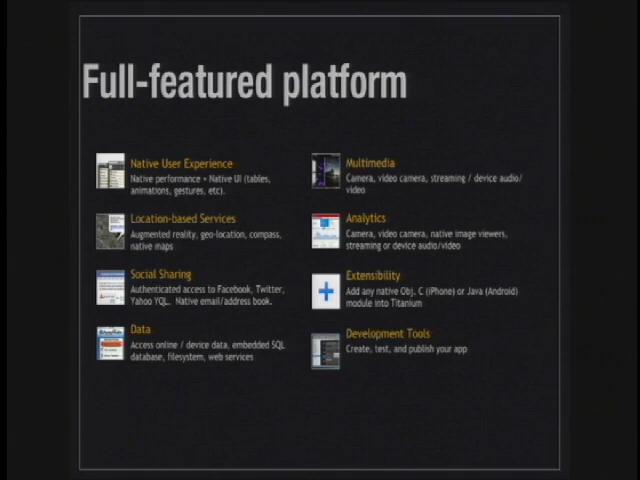 Full-featured platform
Native User Experience
Native performance + Native UI (tables,
animations, gestures, etc).
Location-based Services
Augmented reality, geo-location, compass,
native maps
Social Sharing
Authenticated access to Facebook, Twitter,
Yahoo YQL. Native email/address book.
Data
Access online / device data, embedded SQL
database, filesystem, web services
Multimedia
Camera, video camera, streaming / device audio/
video
Analytics
Camera, video camera, native image viewers,
streaming or device audio/video
Extensibility
Add any native Obj. C (iPhone) or Java (Android)
module into Titanium
Development Tools
Create, test, and publish your app